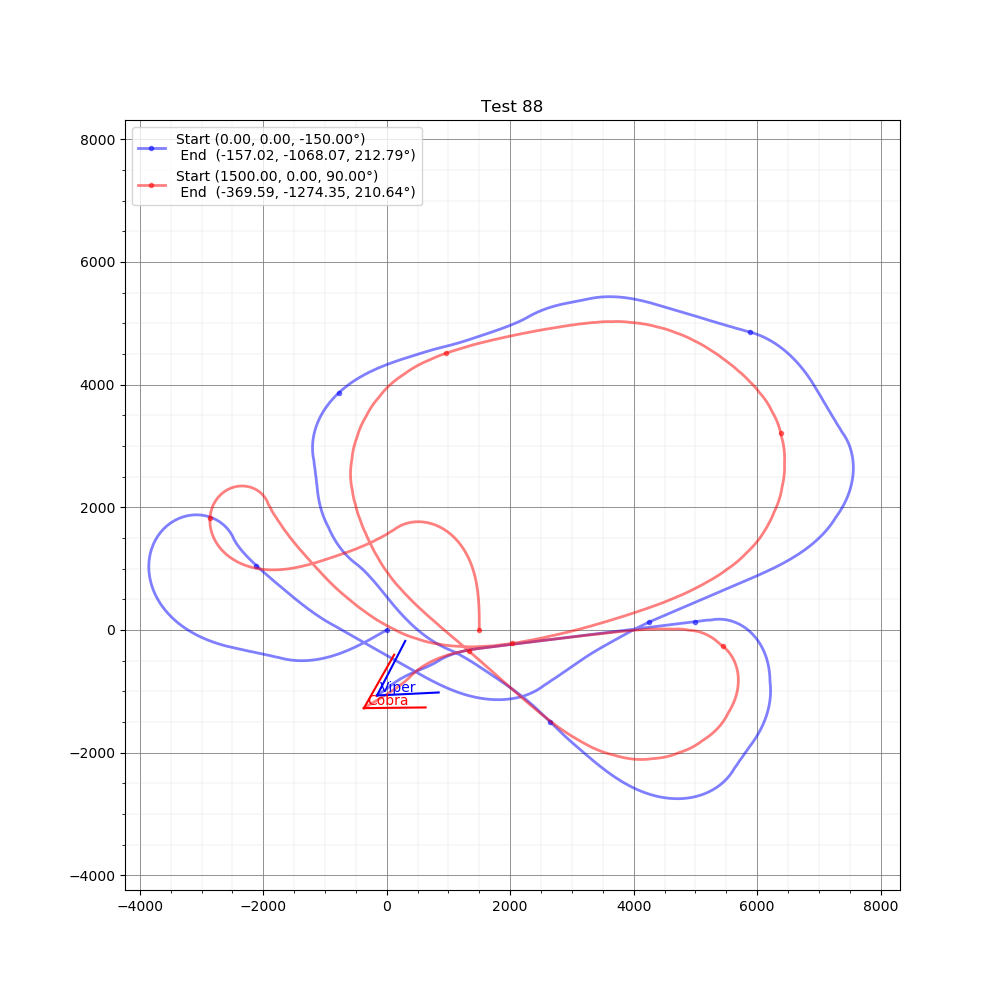 Test 88
Start (0.00, 0.00, -150.00°)
End  (-157.02, -1068.07, 212.79°)
Start (1500.00, 0.00, 90.00°)
End  (-369.59, -1274.35, 210.64°)
8000
6000
4000
2000
0
−2000
−4000
Viper
Cobra
−4000 −2000 0 2000 4000 6000 8000